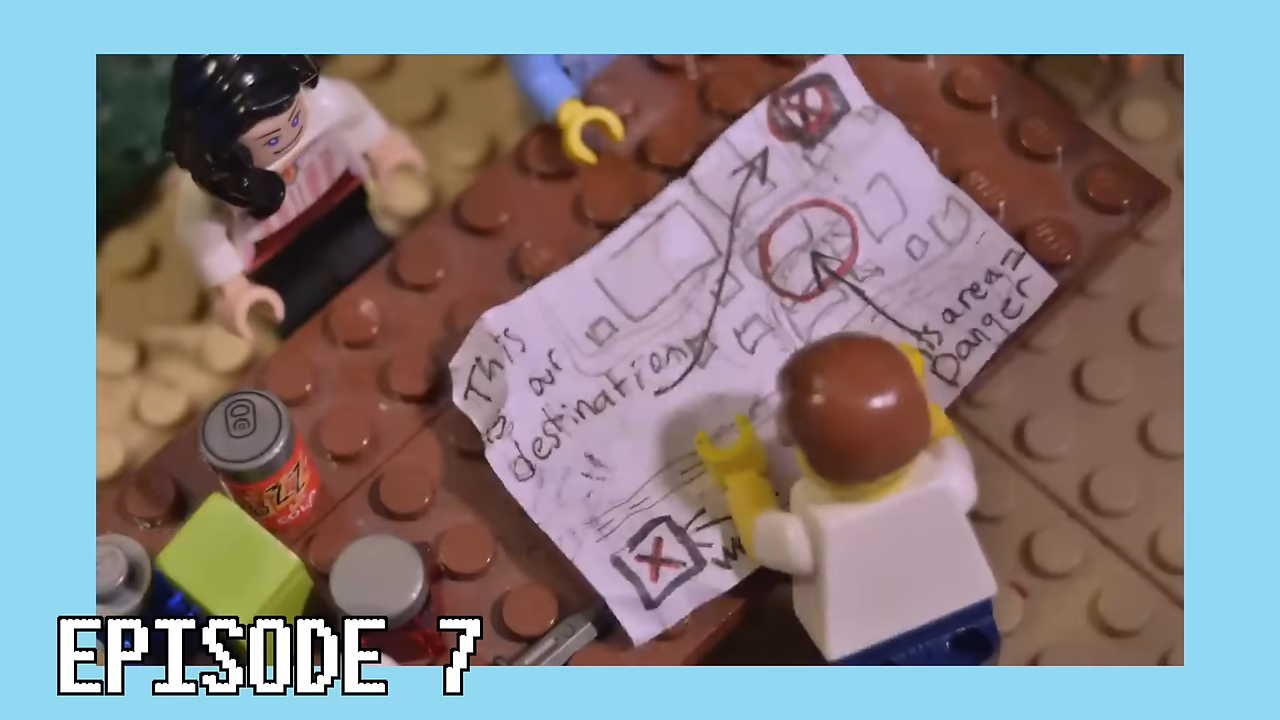 This
is our
destination
area =
Danger
EPISODE 7